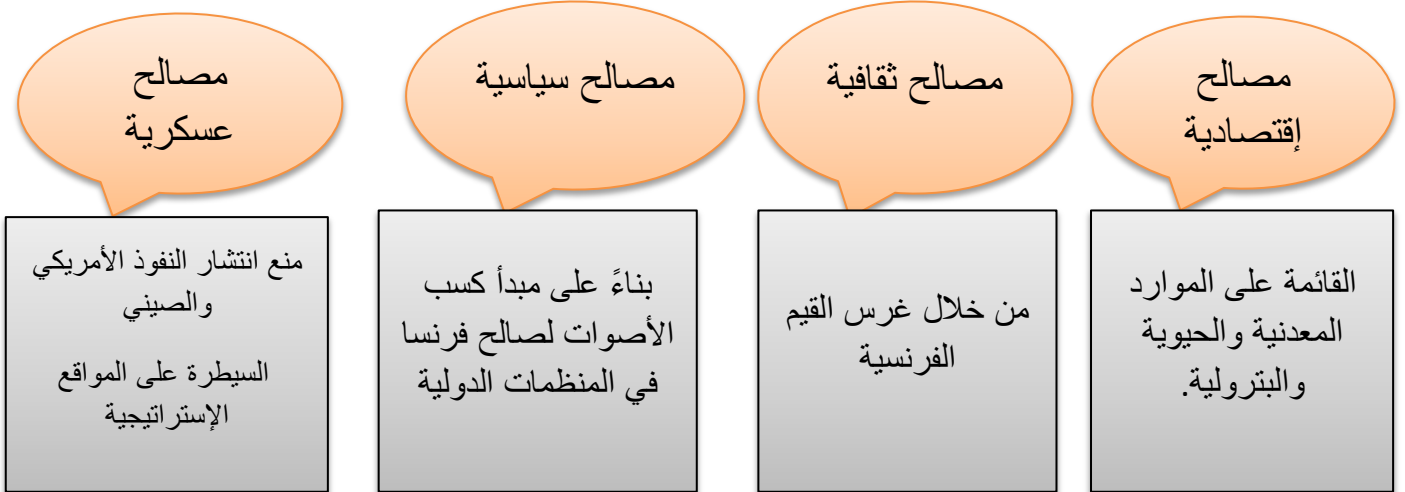 مصالح
إقتصادية
القائمة على الموارد
المعدنية والحيوية
والبترولية.
مصالح ثقافية
من خلال غرس القيم
الفرنسية
مصالح سياسية
بناءً على مبدأ كسب
الأصوات لصالح فرنسا
في المنظمات الدولية
مصالح
عسكرية
منع انتشار النفوذ الأمريكي
والصيني
السيطرة على المواقع
الإستراتيجية